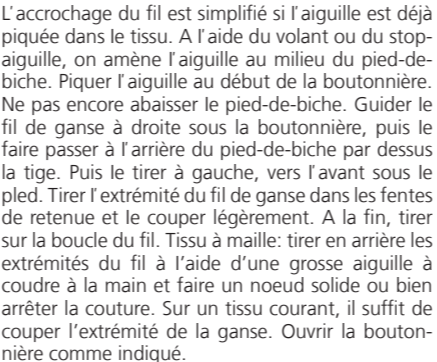 L'accrochage du fil est simplifié si l'aiguille est déjà
piquée dans le tissu. A l'aide du volant ou du stop-
aiguille, on amène l'aiguille au milieu du pied-de-
biche. Piquer l'aiguille au début de la boutonnière.
Ne pas encore abaisser le pied-de-biche. Guider le
fil de ganse à droite sous la boutonnière, puis le
faire passer à l'arrière du pied-de-biche par dessus
la tige. Puis le tirer à gauche, vers l'avant sous le
pled. Tirer l'extrémité du fil de ganse dans les fentes
de retenue et le couper légèrement. A la fin, tirer
sur la boucle du fil. Tissu à maille: tirer en arrière les
extrémités du fil à l'aide d'une grosse aiguille à
coudre à la main et faire un noeud solide ou bien
arrêter la couture. Sur un tissu courant, il suffit de
couper l'extrémité de la ganse. Ouvrir la bouton-
nière comme indiqué.